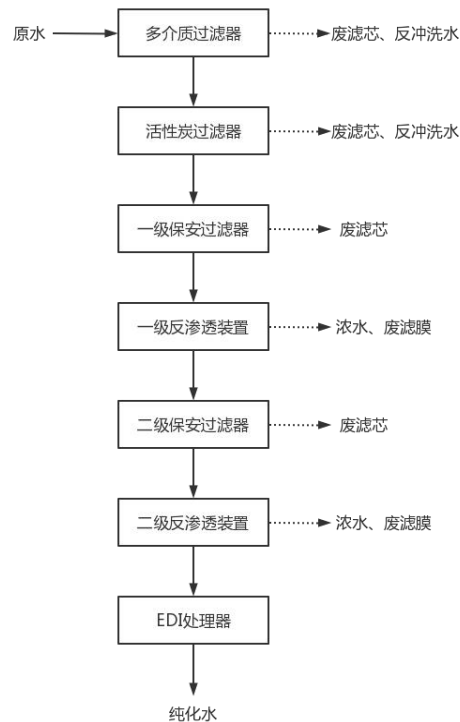 原水
多介质过滤器
废滤芯、反冲洗水
活性炭过滤器
废滤芯、反冲洗水
一级保安过滤器
废滤芯
一级反渗透装置
浓水、废滤膜
二级保安过滤器
废滤芯
二级反渗透装置
浓水、废滤膜
EDI处理器
纯化水